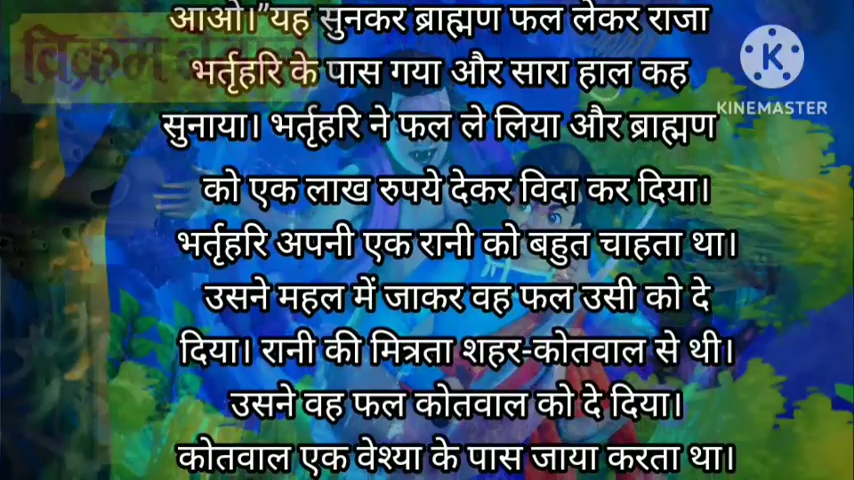 आओ।”यह सुनकर ब्राह्मण फल लेकर राजा
भर्तृहरि के पास गया और सारा हाल कह
सुनाया। भर्तृहरि ने फल ले लिया और ब्राह्मण
को एक लाख रुपये देकर विदा कर दिया।
भर्तृहरि अपनी एक रानी को बहुत चाहता था।
उसने महल में जाकर वह फल उसी को दे
दिया। रानी की मित्रता शहर-कोतवाल से थी।
उसने वह फल कोतवाल को दे दिया।
कोतवाल एक वेश्या के पास जाया करता था।
विक्रम
K
KINEMASTER